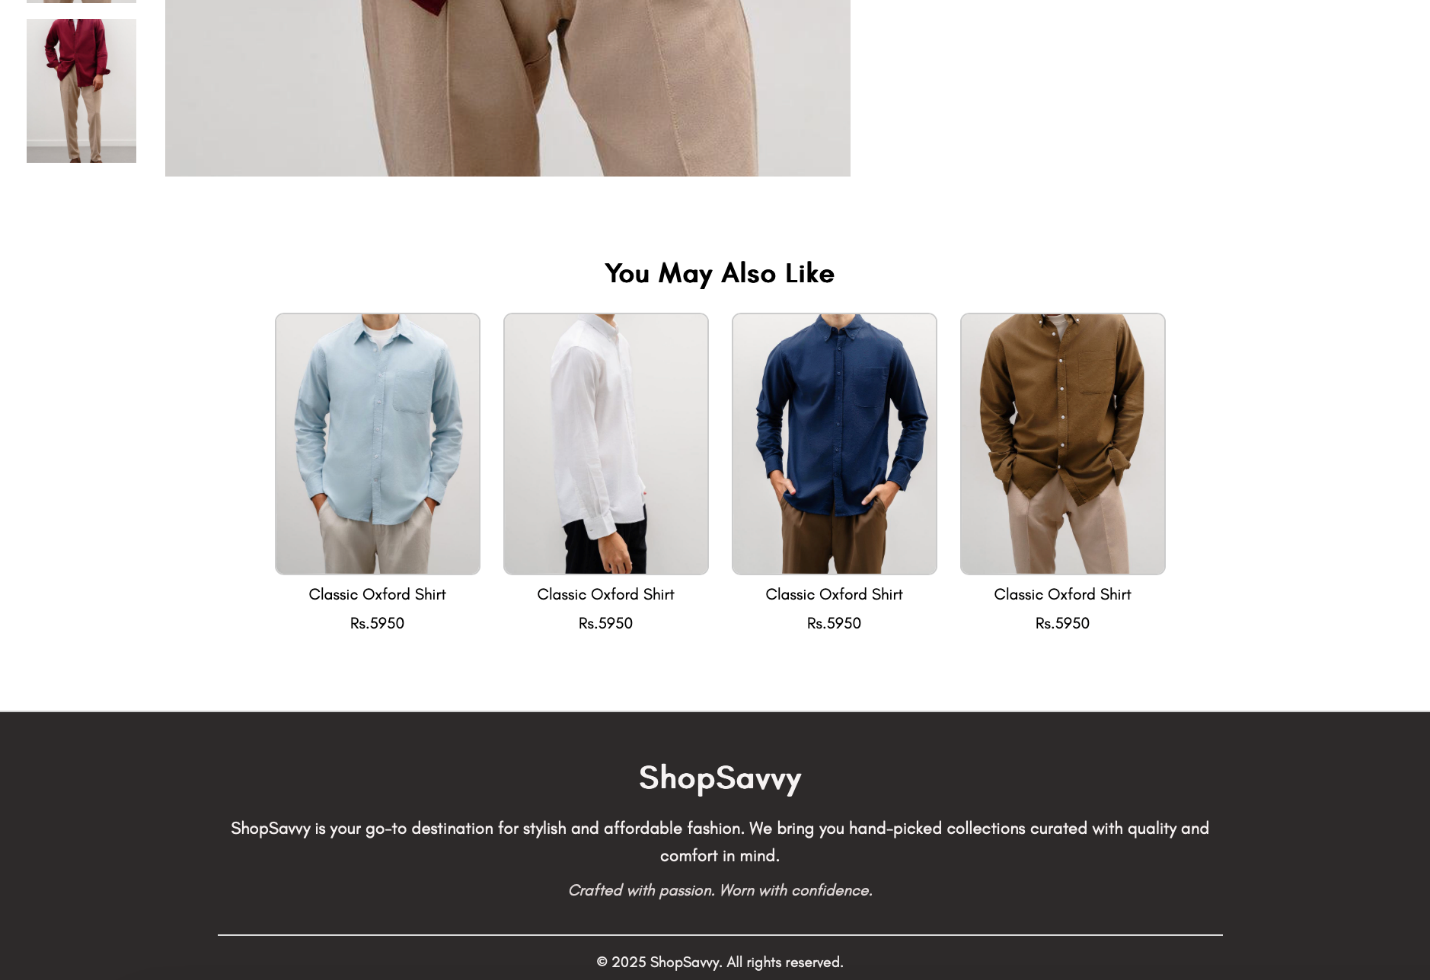 You May Also Like
Classic Oxford Shirt
Rs.5950
Classic Oxford Shirt
Rs.5950
Classic Oxford Shirt
Rs.5950
Classic Oxford Shirt
Rs.5950
ShopSavvy
ShopSavvy is your go-to destination for stylish and affordable fashion. We bring you hand-picked collections curated with quality and
comfort in mind.
Crafted with passion. Worn with confidence.
© 2025 ShopSavvy. All rights reserved.